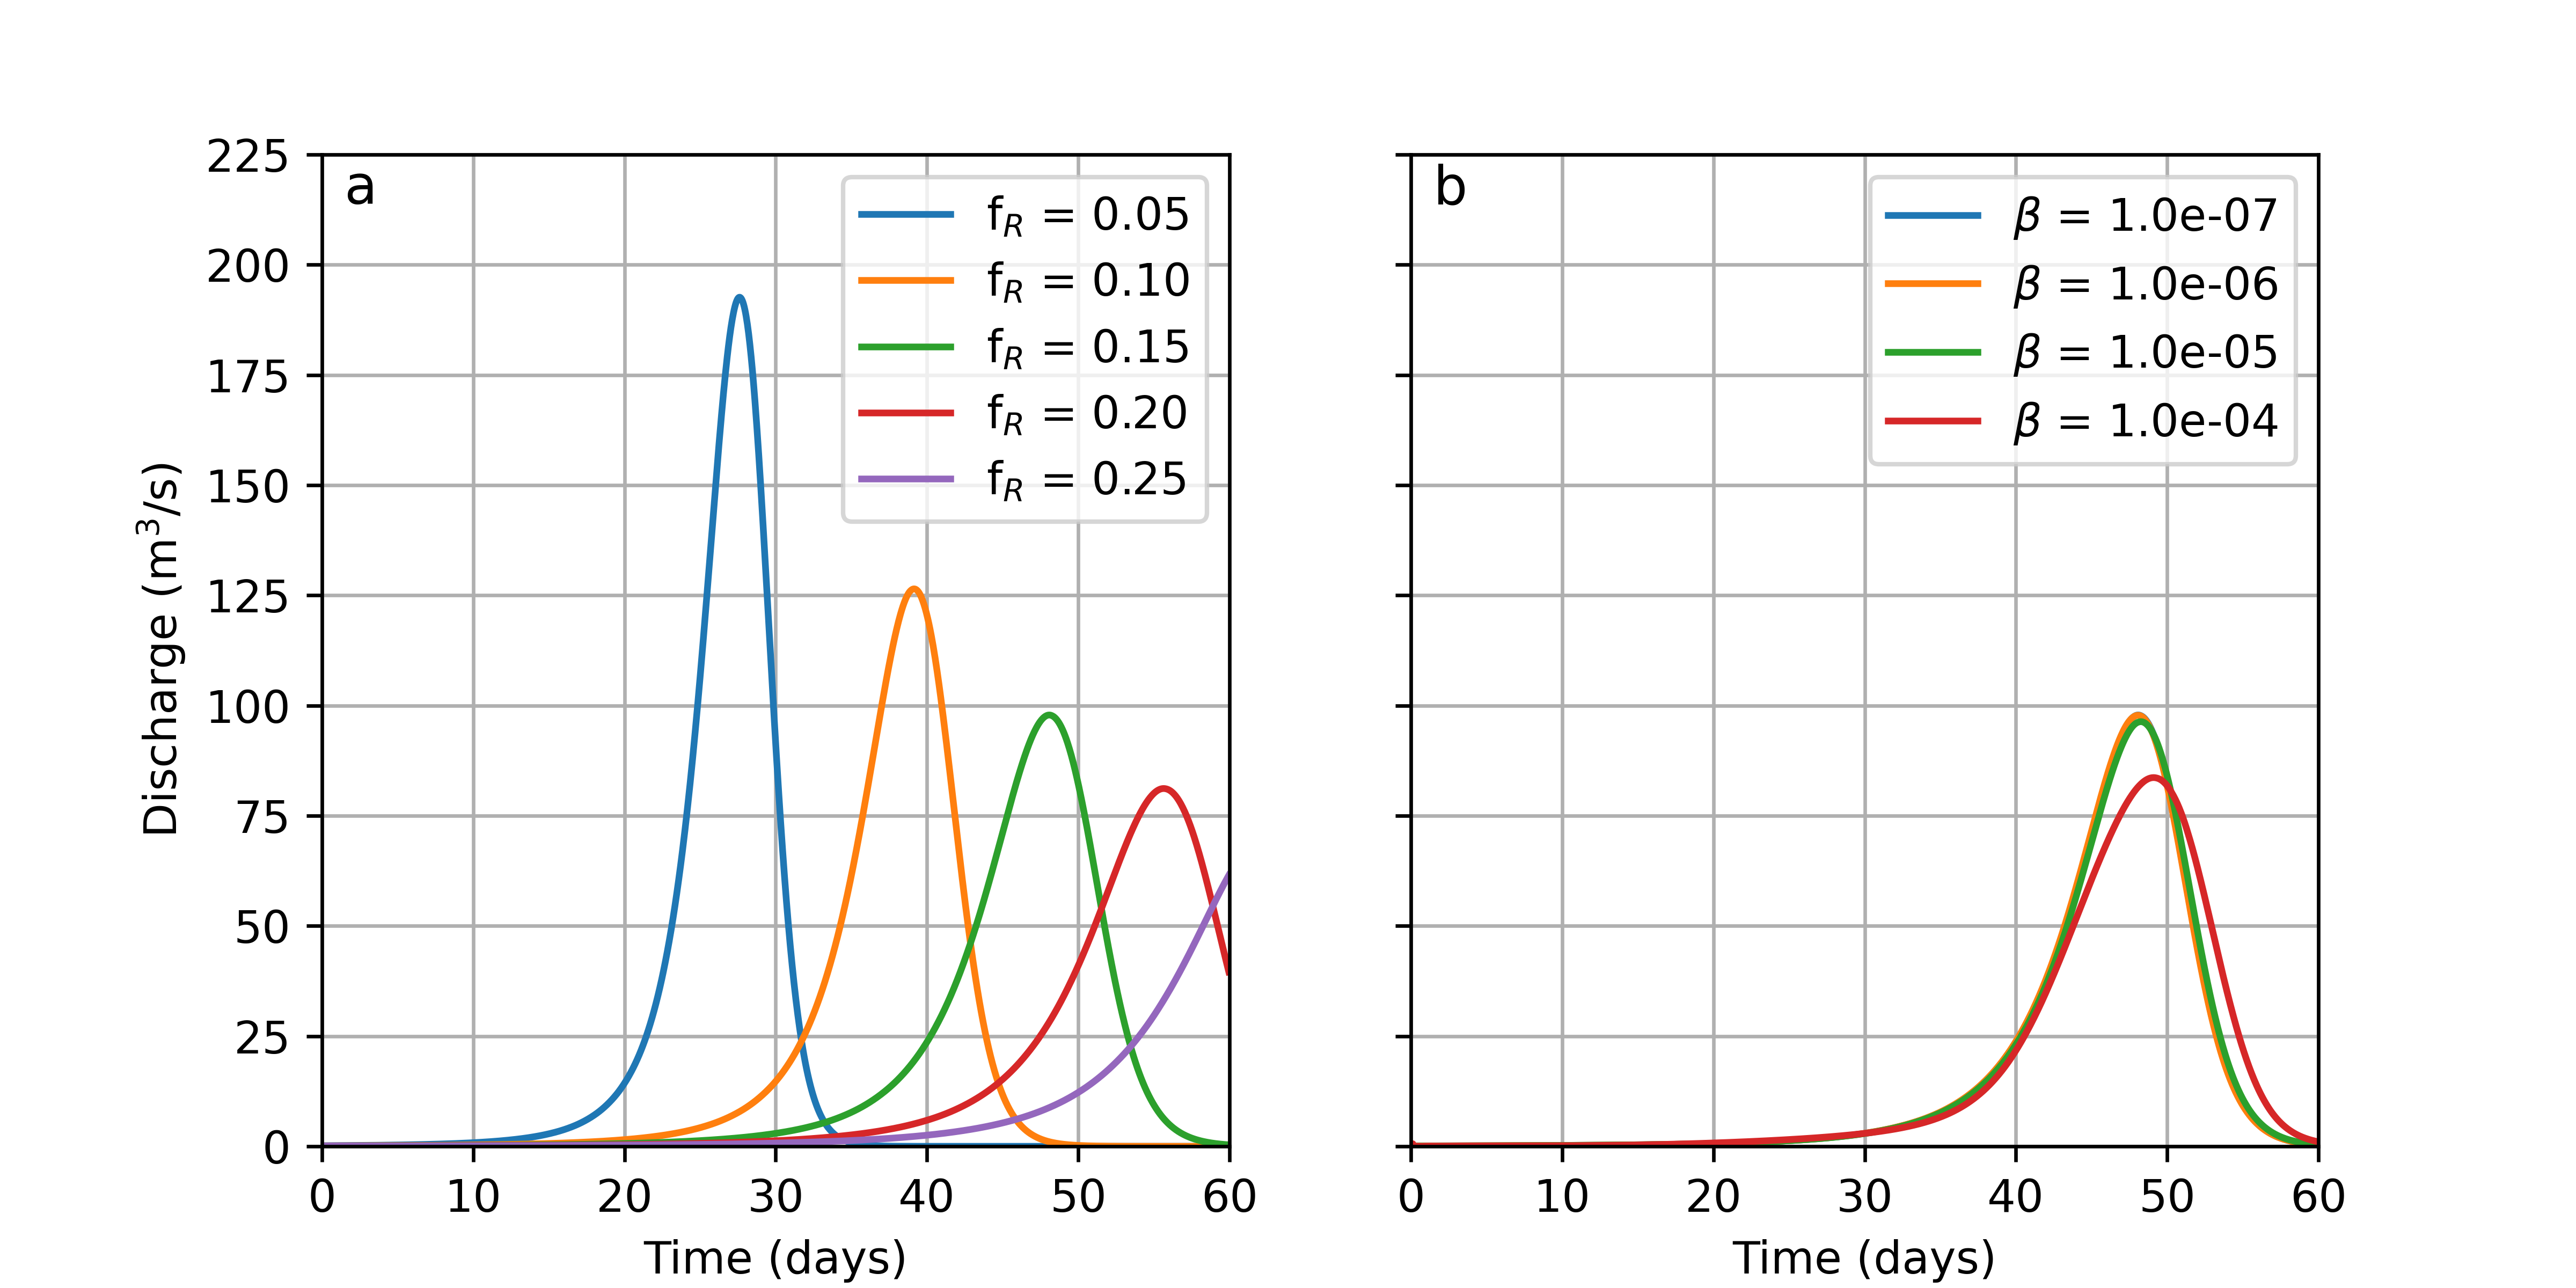 a
f_R = 0.05
f_R = 0.10
f_R = 0.15
f_R = 0.20
f_R = 0.25
Discharge (m³/s)
225
200
175
150
125
100
75
50
25
0
0 10 20 30 40 50 60
Time (days)
b
β = 1.0e-07
β = 1.0e-06
β = 1.0e-05
β = 1.0e-04
0 10 20 30 40 50 60
Time (days)